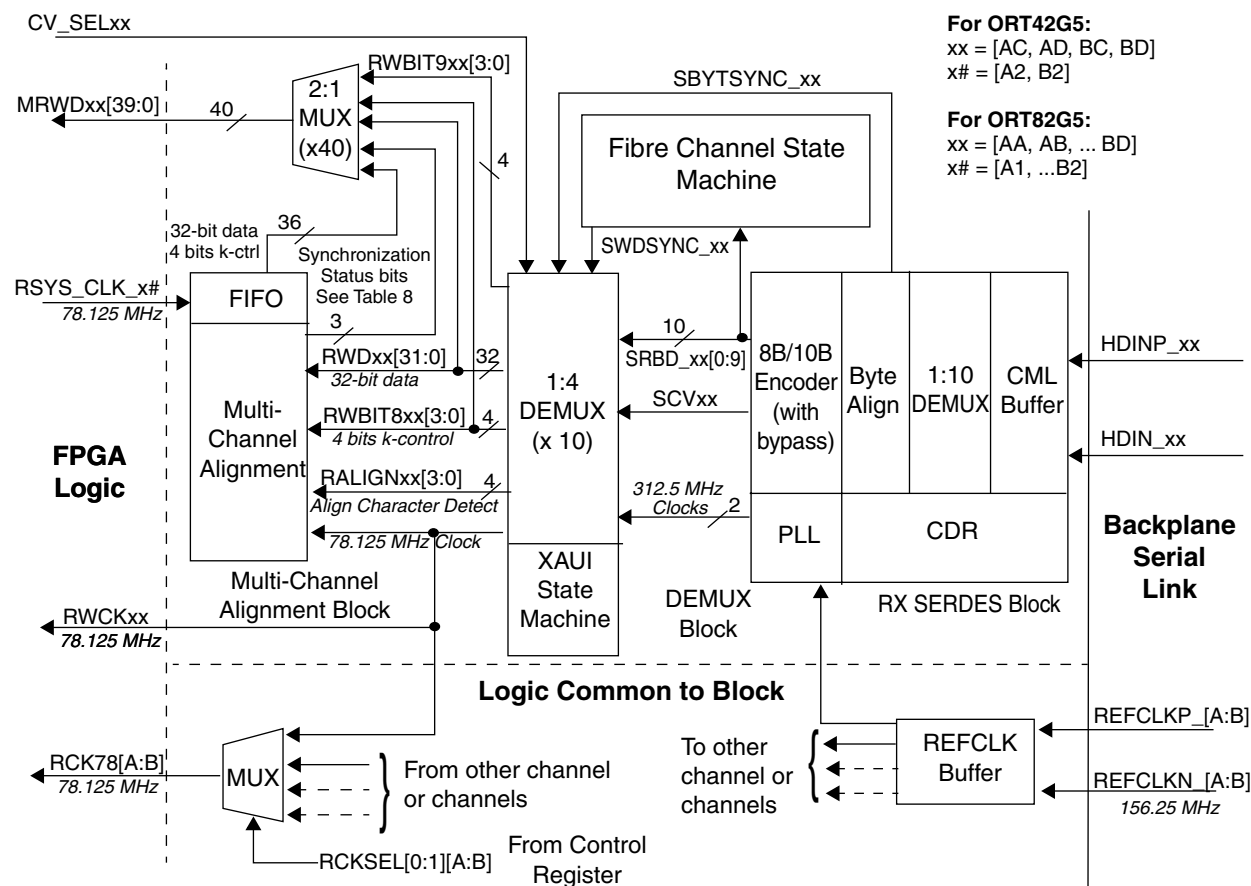 CV_SELxx
For ORT42G5:
xx = [AC, AD, BC, BD]
x# = [A2, B2]
For ORT82G5:
xx = [AA, AB, ... BD]
x# = [A1, ...B2]
RWBIT9xx[3:0]
SBYTSYNC_xx
MRWDxx[39:0]
40
2:1
MUX
(x40)
4
Fibre Channel State
Machine
32-bit data
4 bits k-ctrl
36
Synchronization
Status bits
See Table 8
SWDSYNC_xx
RSYS_CLK_x#
78.125 MHz
FIFO
3
Multi-
Channel
Alignment
RWDxx[31:0]
32
32-bit data
RWBIT8xx[3:0]
4
4 bits k-control
RALIGNxx[3:0]
4
Align Character Detect
78.125 MHz Clock
1:4
DEMUX
(x 10)
XAUI
State
Machine
10
SRBD_xx[0:9]
SCVxx
312.5 MHz
Clocks
2
8B/10B
Encoder
(with
bypass)
Byte
Align
1:10
DEMUX
CML
Buffer
PLL
CDR
HDINP_xx
HDIN_xx
FPGA
Logic
Backplane
Serial
Link
Multi-Channel
Alignment Block
DEMUX
Block
RX SERDES Block
RWCKxx
78.125 MHz
Logic Common to Block
RCK78[A:B]
78.125 MHz
MUX
From other channel
or channels
RCKSEL[0:1][A:B]
From Control
Register
To other
channel or
channels
REFCLK
Buffer
REFCLKP_[A:B]
REFCLKN_[A:B]
156.25 MHz